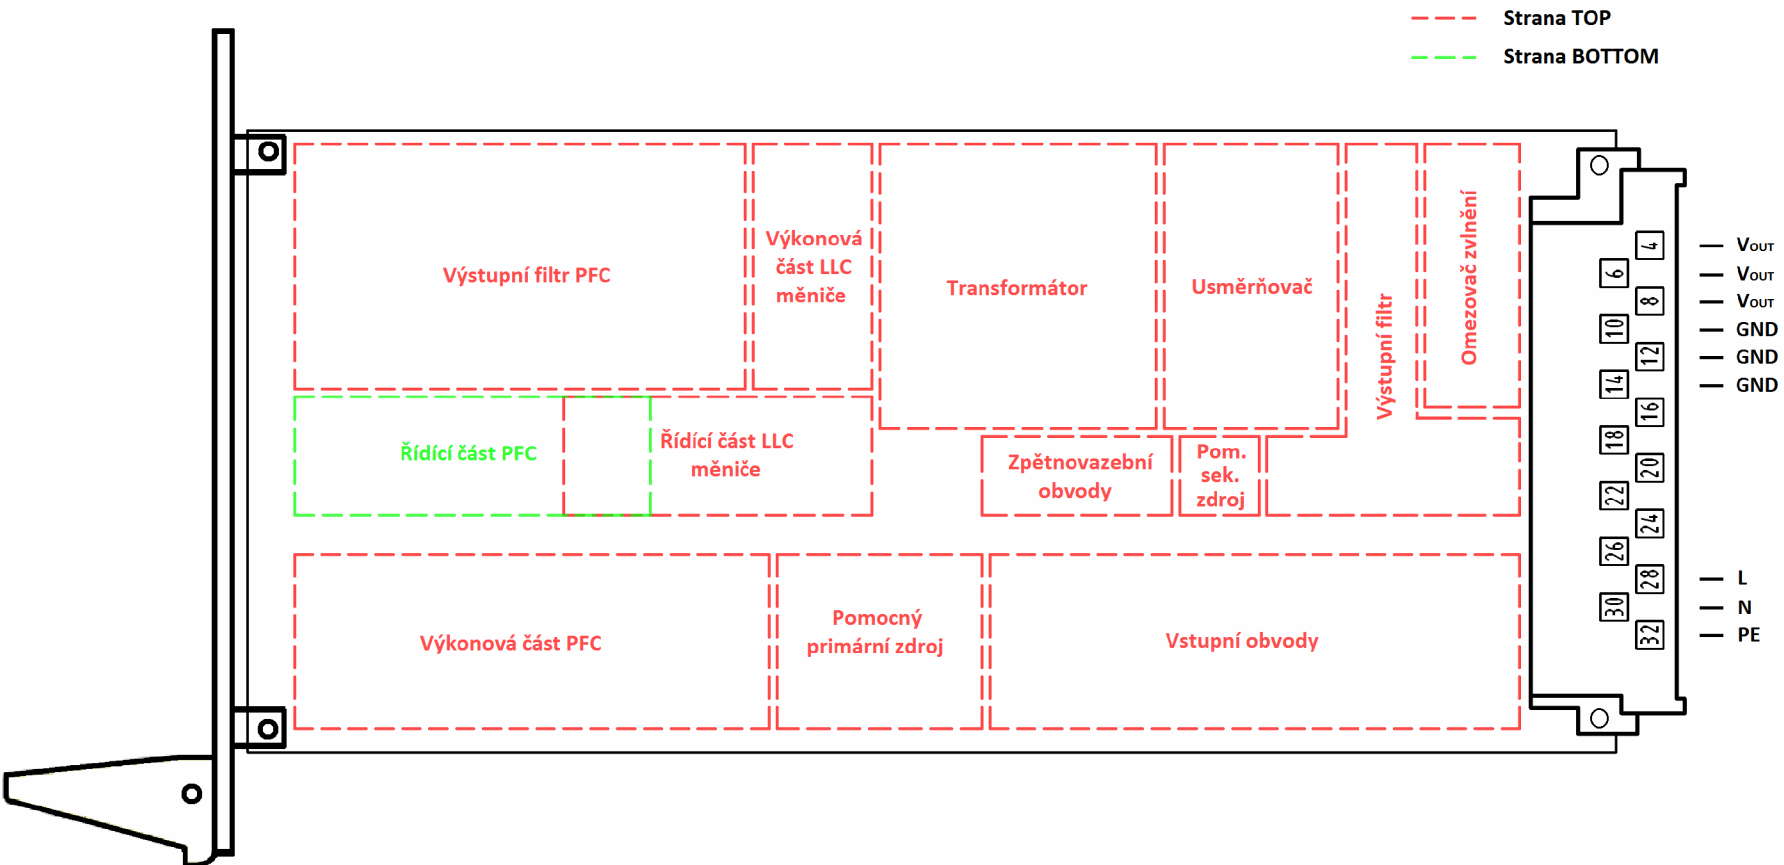 Strana TOP
Strana BOTTOM
Výstupní filtr PFC
Výkonová
část LLC
měniče
Transformátor
Usměrňovač
Výstupní filtr
Omezovač zvlnění
Řídící část PFC
Řídící část LLC
měniče
Zpětnovazební
obvody
Pom.
sek.
zdroj
Výkonová část PFC
Pomocný
primární zdroj
Vstupní obvody
4
6
8
10
12
14
16
18
20
22
24
26
28
30
32
VOUT
VOUT
VOUT
GND
GND
GND
L
N
PE